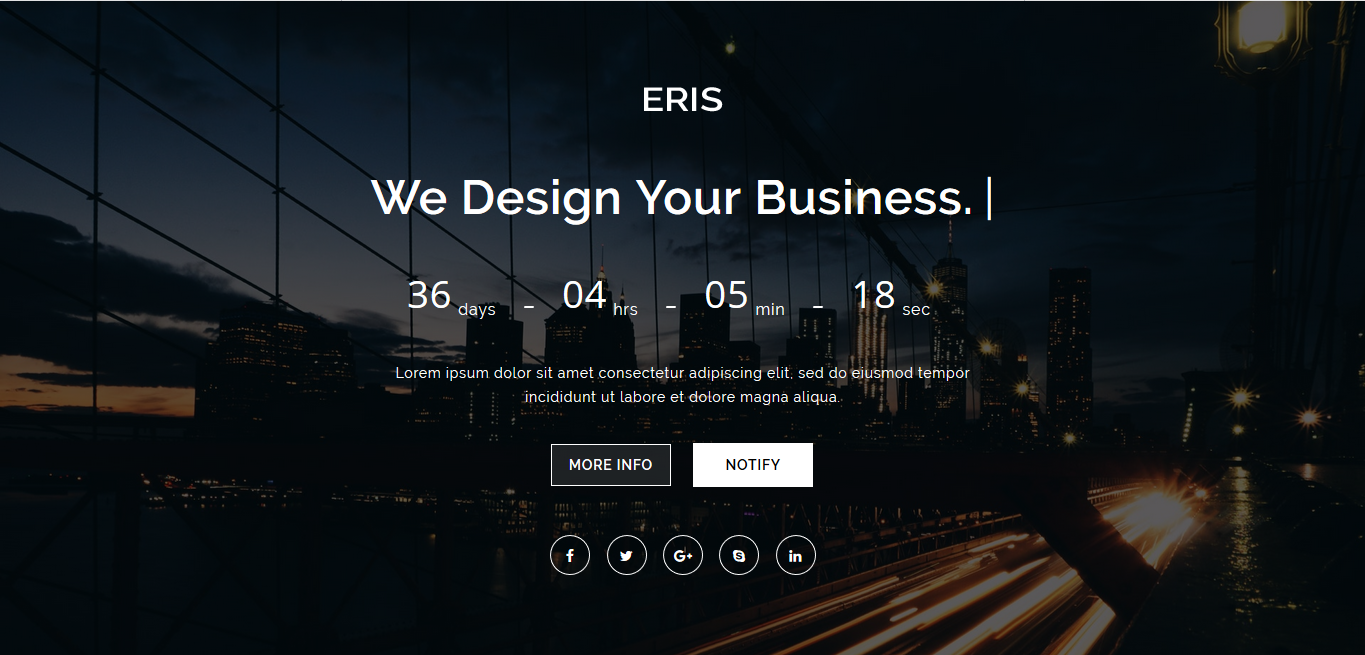 ERIS
We Design Your Business. |
36 days - 04 hrs - 05 min - 18 sec
Lorem ipsum dolor sit amet consectetur adipiscing elit, sed do eiusmod tempor
incididunt ut labore et dolore magna aliqua.
MORE INFO NOTIFY